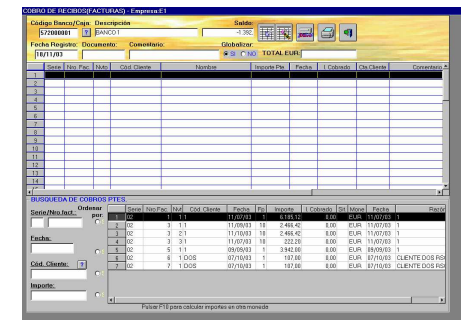 COBRO DE RECIBOS(FACTURAS) - Empresa:E1
Código Banco/Caja: Descripción Saldo:
572000001 ? BANCO 1 -1.392,
Fecha Registro: Documento: Comentario: Globalizar:
10/11/03 SI NO TOTAL EUR:
Serie Nro.Fac. Nvto Cód.Cliente Nombre Importe Pte. Fecha I.Cobrado Cta.Cliente Comentario
1
2
3
4
5
6
7
8
9
10
11
12
13
14
BUSQUEDA DE COBROS PTES.
Ordenar por:
Serie/Nro.fact.:
Fecha:
Cód. Cliente: ?
Importe:
Serie Nro.Fec. Nvt Cód. Cliente Fecha Fp Importe I.Cobrado Sit Mone Fecha Razón
1 02 1 1 1 11/07/03 1 6.185,12 0,00 EUR 11/07/03 1
2 02 3 1 1 11/09/03 18 2.466,42 0,00 EUR 11/07/03 1
3 02 3 2 1 11/10/03 18 2.466,42 0,00 EUR 11/07/03 1
4 02 3 3 1 11/07/03 18 222,20 0,00 EUR 11/07/03 1
5 02 5 1 1 09/09/03 1 3.942,00 0,00 EUR 09/09/03 1
6 02 6 1 DOS 07/10/03 1 107,00 0,00 EUR 07/10/03 CLIENTE DOS RS
7 02 7 1 DOS 07/10/03 1 107,00 0,00 EUR 07/10/03 CLIENTE DOS RS
Pulsar F10 para calcular importes en otra moneda